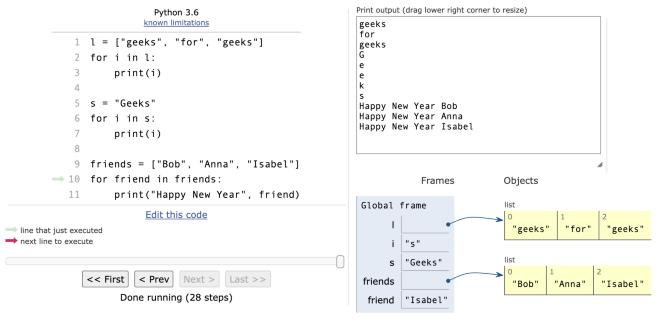 Python 3.6
known limitations
1 l = ["geeks", "for", "geeks"]
2 for i in l:
3     print(i)
4
5 s = "Geeks"
6 for i in s:
7     print(i)
8
9 friends = ["Bob", "Anna", "Isabel"]
10 for friend in friends:
11     print("Happy New Year", friend)
Edit this code
line that just executed
next line to execute
<< First < Prev Next > Last >>
Done running (28 steps)
Print output (drag lower right corner to resize)
geeks
for
geeks
G
e
e
k
s
Happy New Year Bob
Happy New Year Anna
Happy New Year Isabel
Frames Objects
Global frame
l
i "s"
s "Geeks"
friends
friend "Isabel"
list
0 1 2
"geeks" "for" "geeks"
list
0 1 2
"Bob" "Anna" "Isabel"